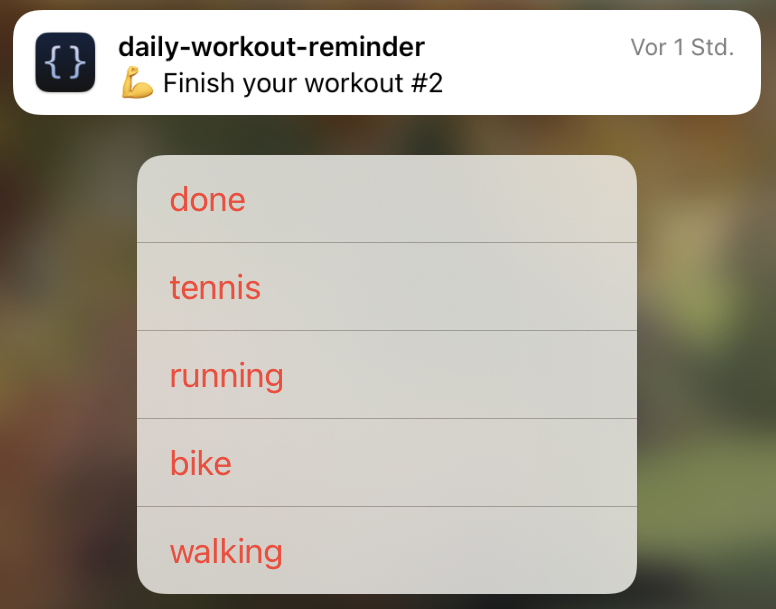 {}
daily-workout-reminder
Vor 1 Std.
💪 Finish your workout #2
done
tennis
running
bike
walking